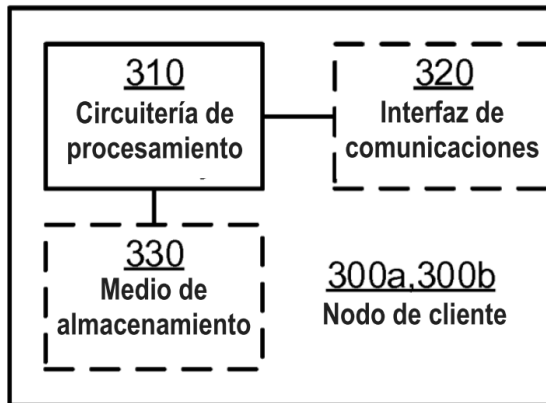 310
Circuitería de
procesamiento
320
Interfaz de
comunicaciones
330
Medio de
almacenamiento
300a,300b
Nodo de cliente